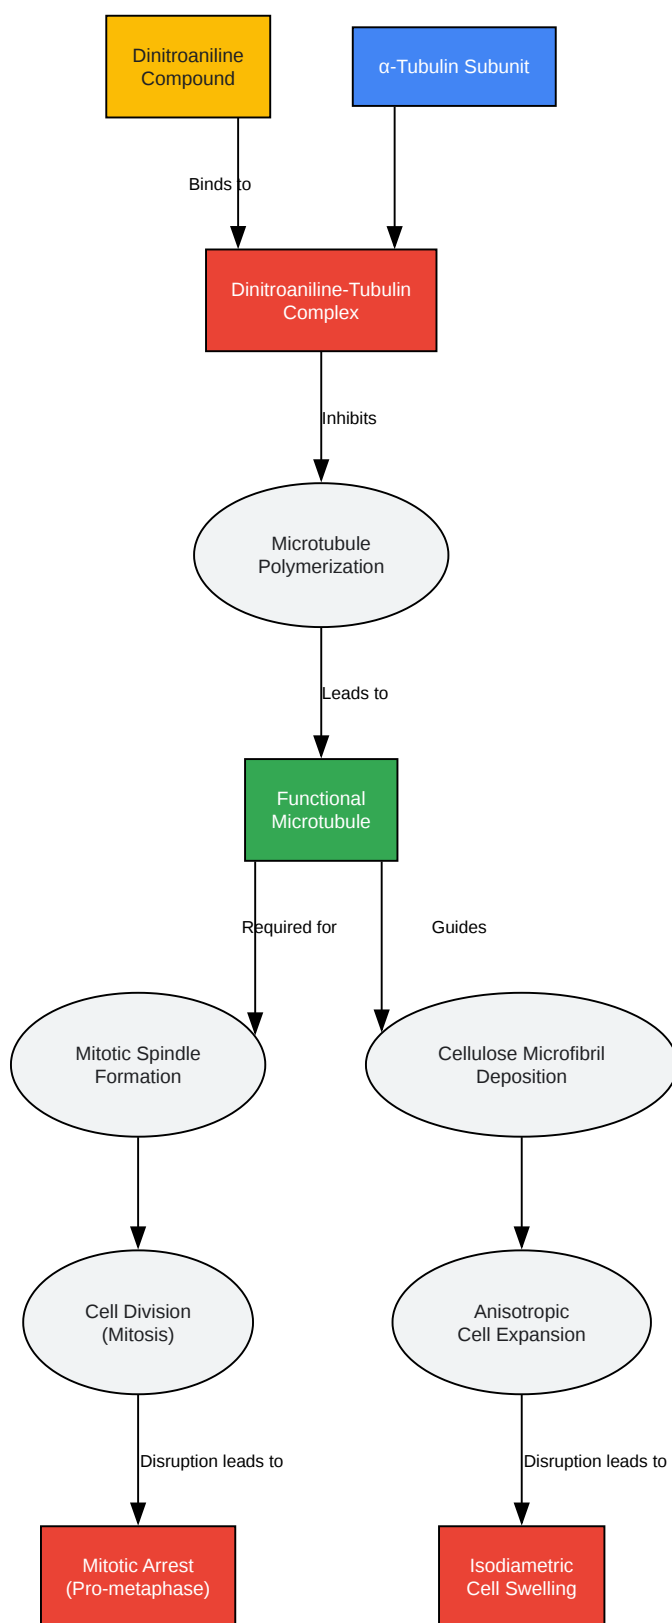 Dinitroaniline
Compound
α-Tubulin Subunit
Binds to
Dinitroaniline-Tubulin
Complex
Inhibits
Microtubule
Polymerization
Leads to
Functional
Microtubule
Required for
Guides
Mitotic Spindle
Formation
Cellulose Microfibril
Deposition
Cell Division
(Mitosis)
Anisotropic
Cell Expansion
Disruption leads to
Disruption leads to
Mitotic Arrest
(Pro-metaphase)
Isodiametric
Cell Swelling